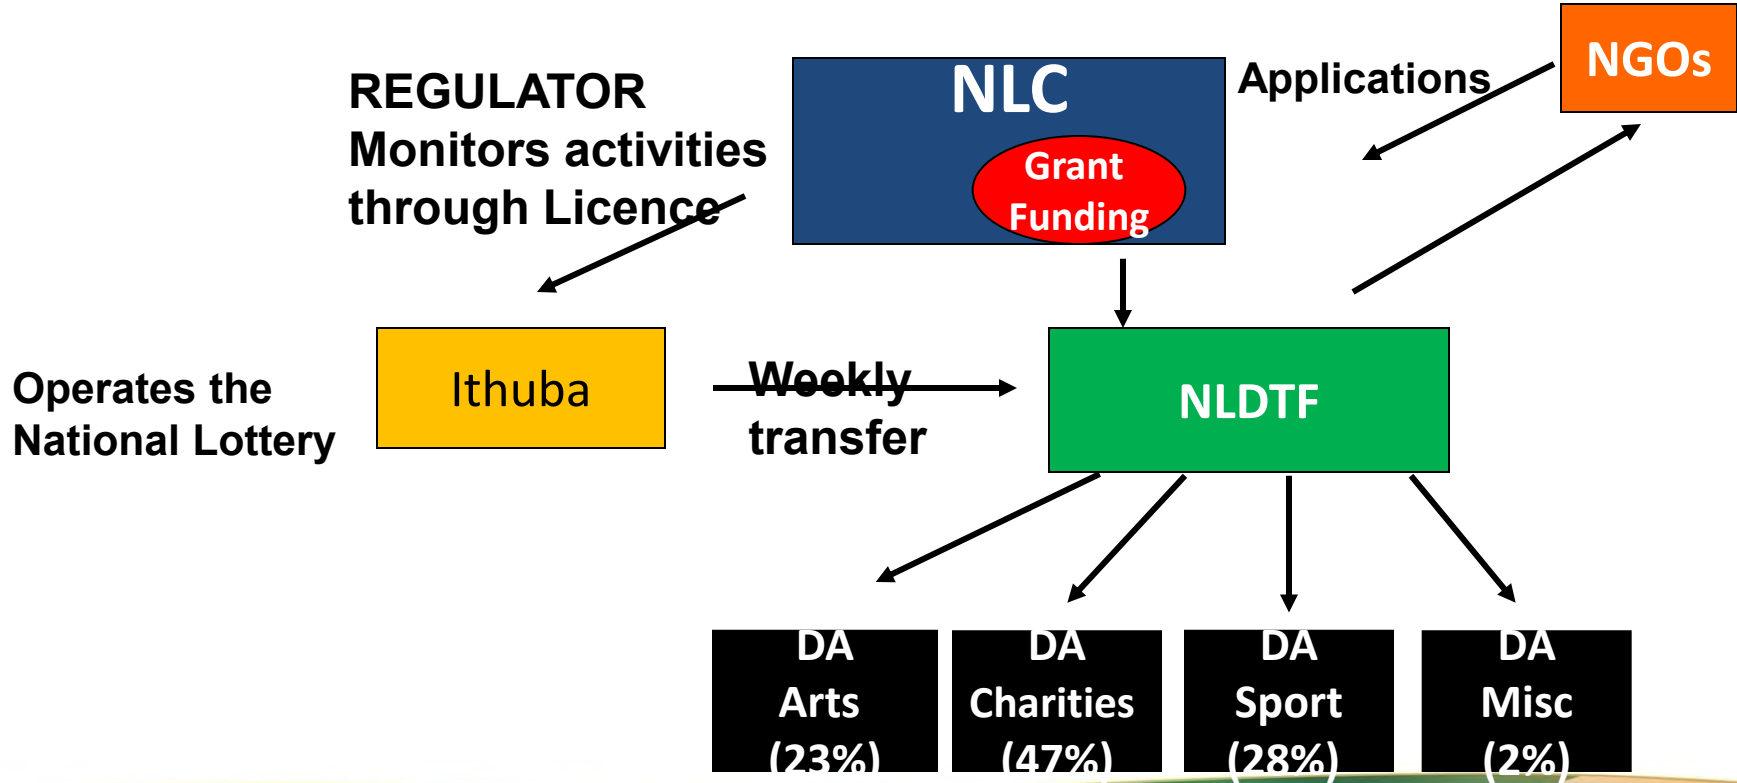 NGOs
NLC
Applications
REGULATOR
Monitors activities
through Licence
Grant
Funding
Ithuba
Operates the
National Lottery
Weekly
transfer
NLDTF
DA
Arts
(23%)
DA
Charities
(47%)
DA
Sport
(28%)
DA
Misc
(2%)